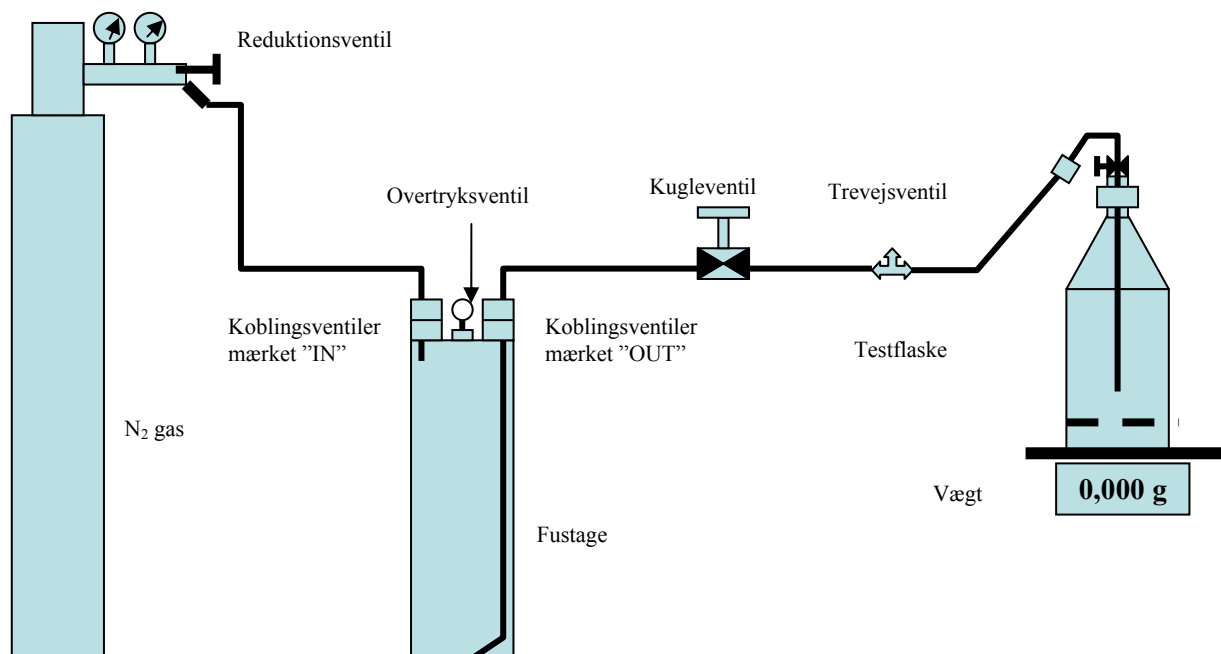 Reduktionsventil
Overtryksventil
Kugleventil
Trevejsventil
Koblingsventiler
mærket ”IN”
Koblingsventiler
mærket ”OUT”
Testflaske
N₂ gas
Vægt
0,000 g
Fustage